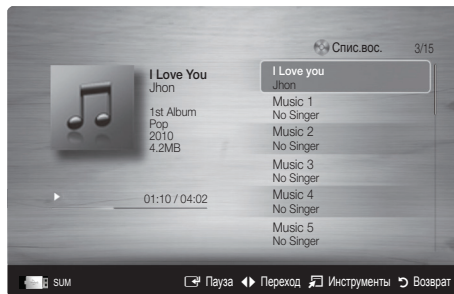 Спис.вос. 3/15
I Love You
Jhon
1st Album
Pop
2010
4.2MB
01:10 / 04:02
I Love you
Jhon
Music 1
No Singer
Music 2
No Singer
Music 3
No Singer
Music 4
No Singer
Music 5
No Singer
SUM Пауза Переход Инструменты Возврат